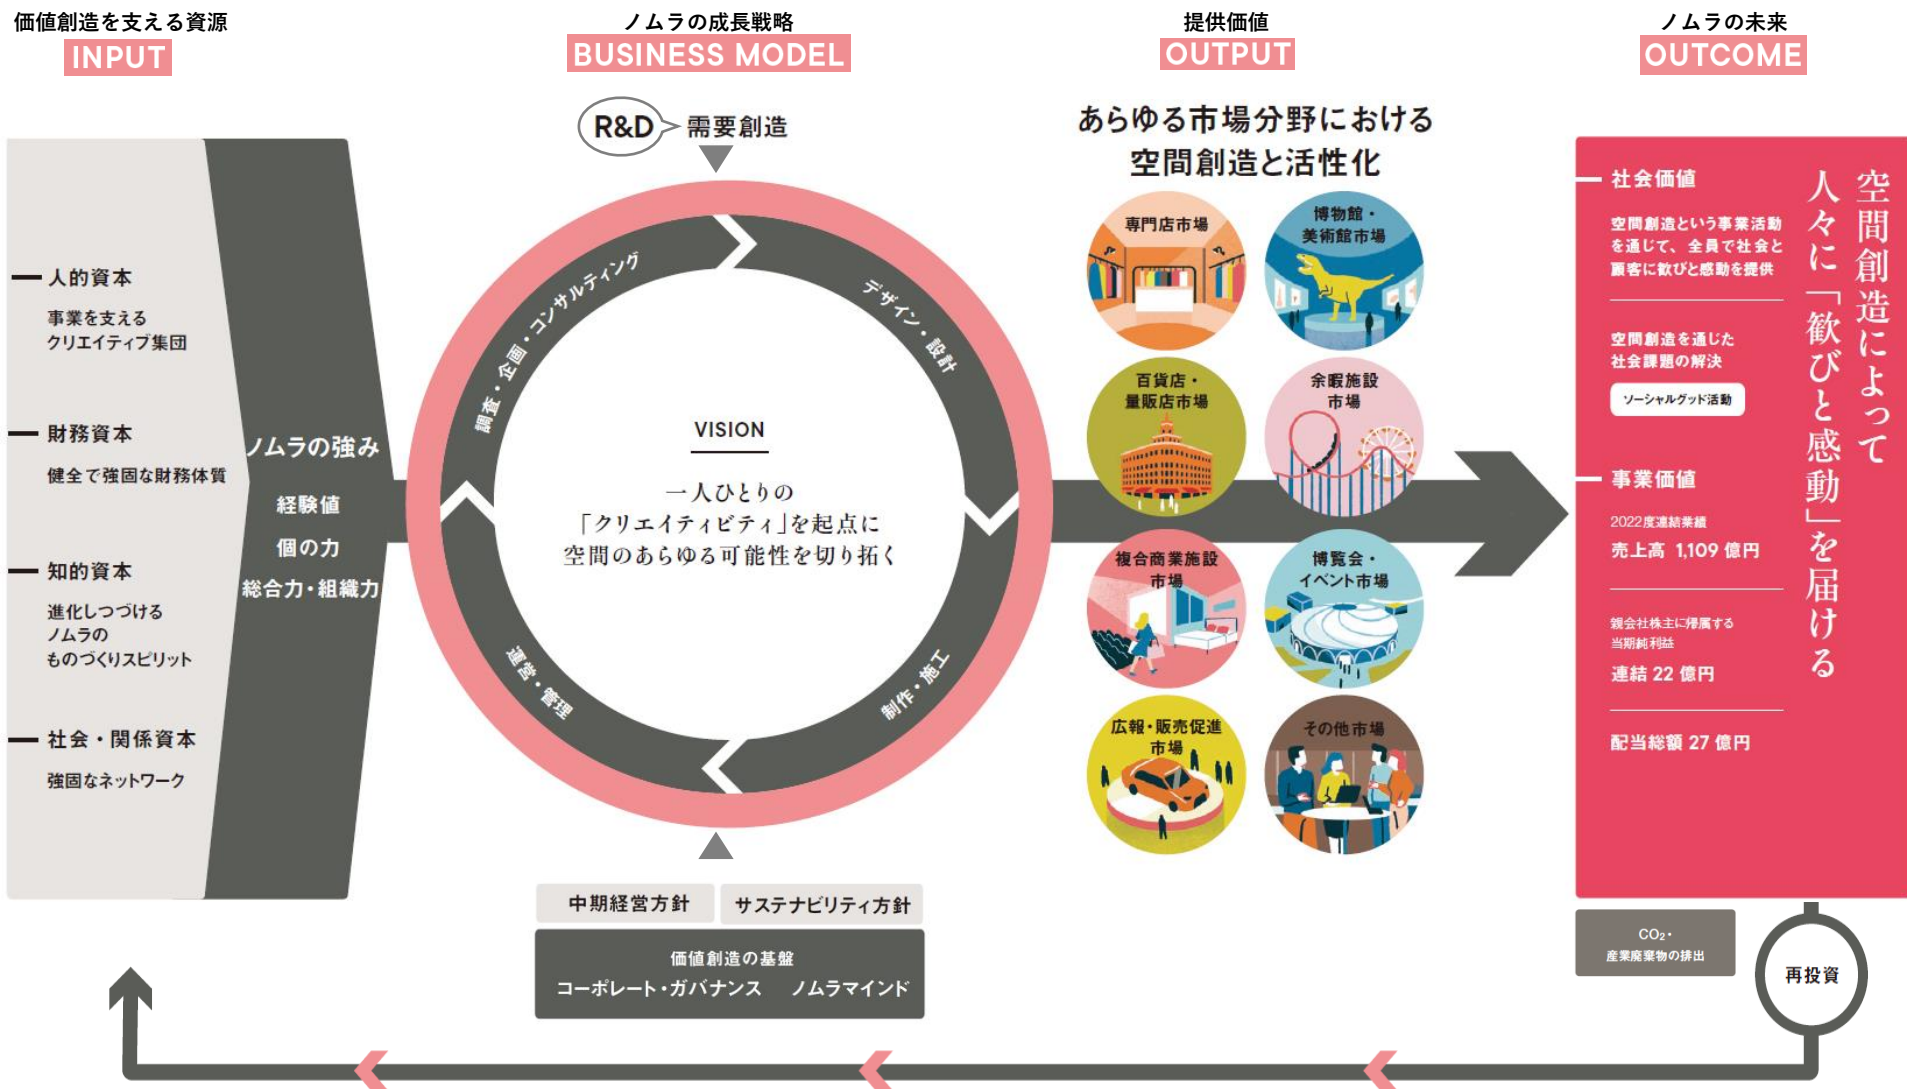 価値創造を支える資源
INPUT
人的資本
事業を支える
クリエイティブ集団
財務資本
健全で強固な財務体質
知的資本
進化しつづける
ノムラの
ものづくりスピリット
社会・関係資本
強固なネットワーク
ノムラの強み
経験値
個の力
総合力・組織力
ノムラの成長戦略
BUSINESS MODEL
R&D
需要創造
調査・企画・コンサルティング
デザイン・設計
制作・施工
運営・管理
VISION
一人ひとりの
「クリエイティビティ」を起点に
空間のあらゆる可能性を切り拓く
中期経営方針
サステナビリティ方針
価値創造の基盤
コーポレート・ガバナンス ノムラマインド
提供価値
OUTPUT
あらゆる市場分野における
空間創造と活性化
専門店市場
博物館・
美術館市場
百貨店・
量販店市場
余暇施設
市場
複合商業施設
市場
博覧会・
イベント市場
広報・販売促進
市場
その他市場
ノムラの未来
OUTCOME
空間創造によって
人々に「歓びと感動」を届ける
社会価値
空間創造という事業活動
を通じて、全員で社会と
顧客に歓びと感動を提供
空間創造を通じた
社会課題の解決
ソーシャルグッド活動
事業価値
2022度連結業績
売上高 1,109 億円
親会社株主に帰属する
当期純利益
連結 22 億円
配当総額 27 億円
CO₂・
産業廃棄物の排出
再投資